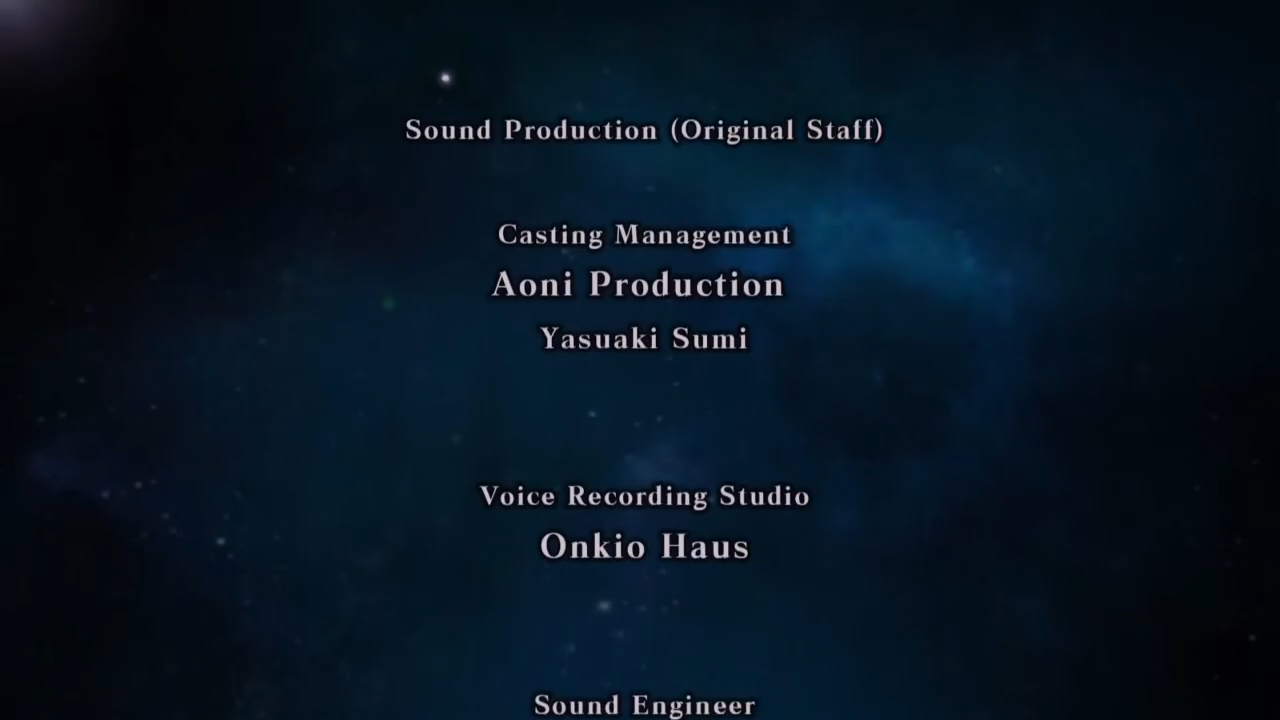 Sound Production (Original Staff)
Casting Management
Aoni Production
Yasuaki Sumi
Voice Recording Studio
Onkio Haus
Sound Engineer